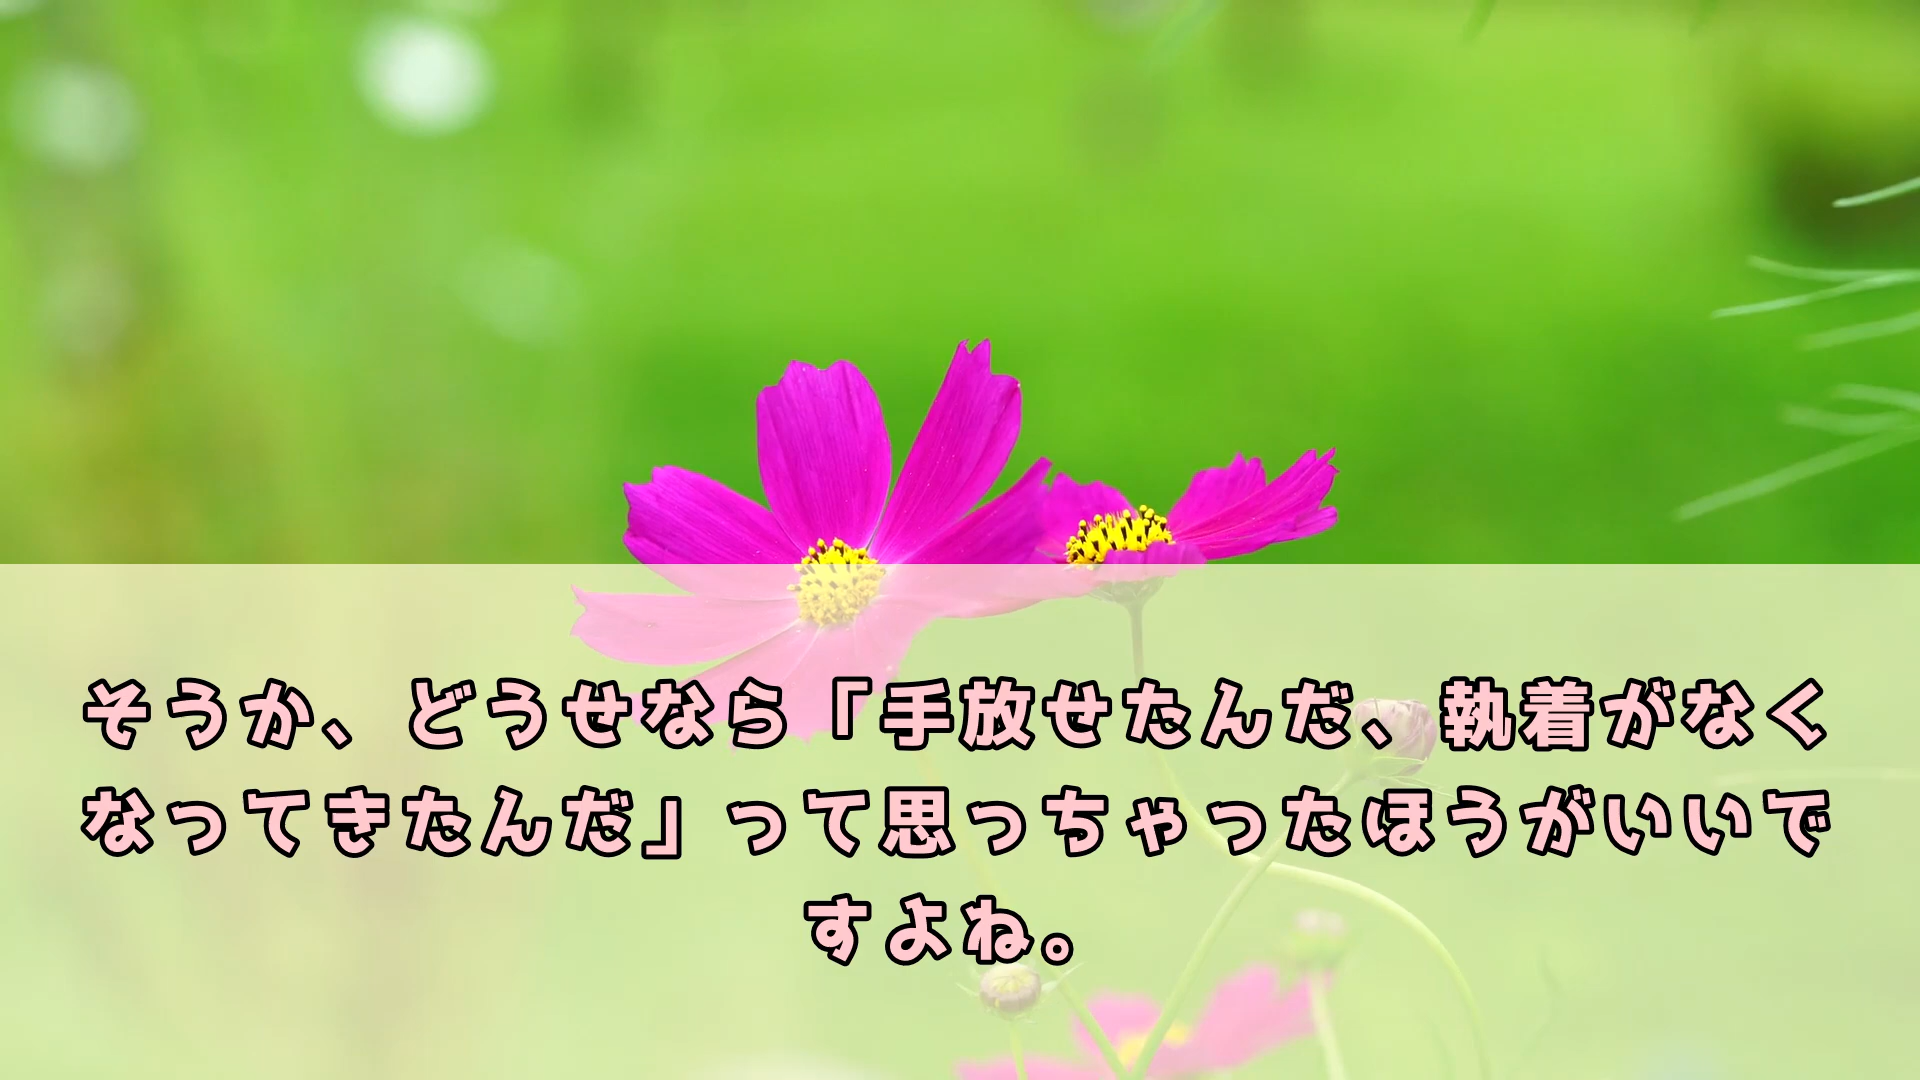 そうか、どうせなら「手放せたんだ、執着がなく
なってきたんだ」って思っちゃったほうがいいで
すよね。